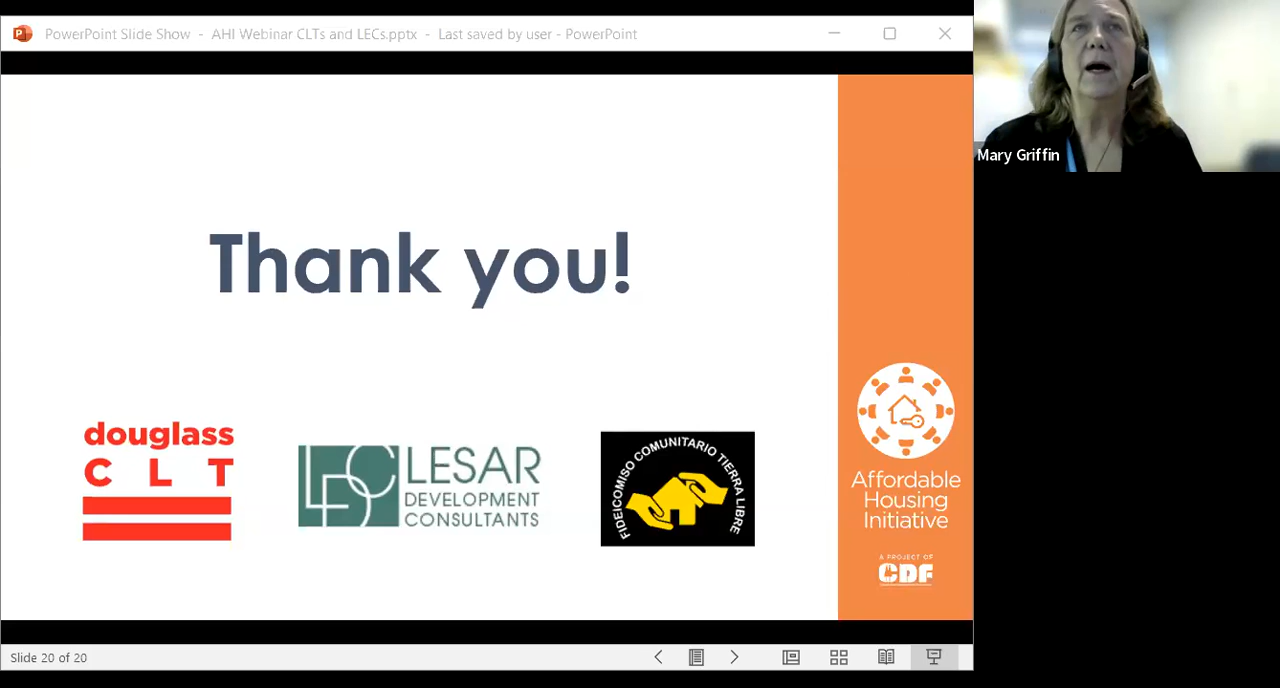 PowerPoint Slide Show - AHI Webinar CLTs and LECs.pptx - Last saved by user - PowerPoint
Mary Griffin
Thank you!
douglass
C L T
LDC LESAR
DEVELOPMENT
CONSULTANTS
FIDEICOMISO COMUNITARIO TIERRA LIBRE
Affordable
Housing
Initiative
A PROJECT OF
CDF
Slide 20 of 20